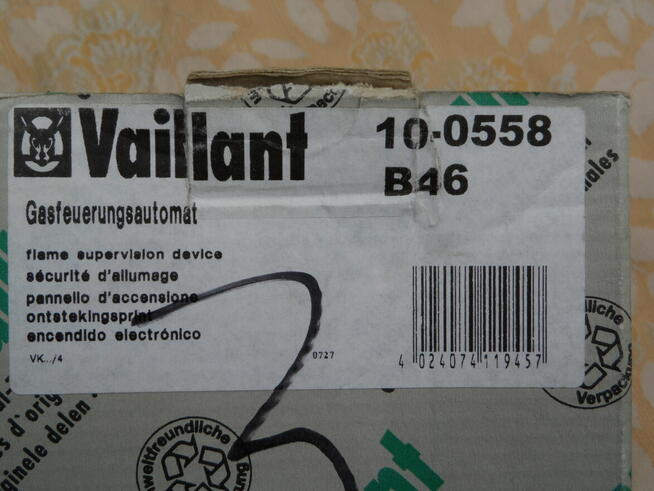 Vaillant 10-0558
B46
Gasfeuerungsautomat
flame supervision device
sécurité d'allumage
pannello d'accensione
ontstekingsprint
encendido electrónico
VK.../4
0727
4 024074 119457
3